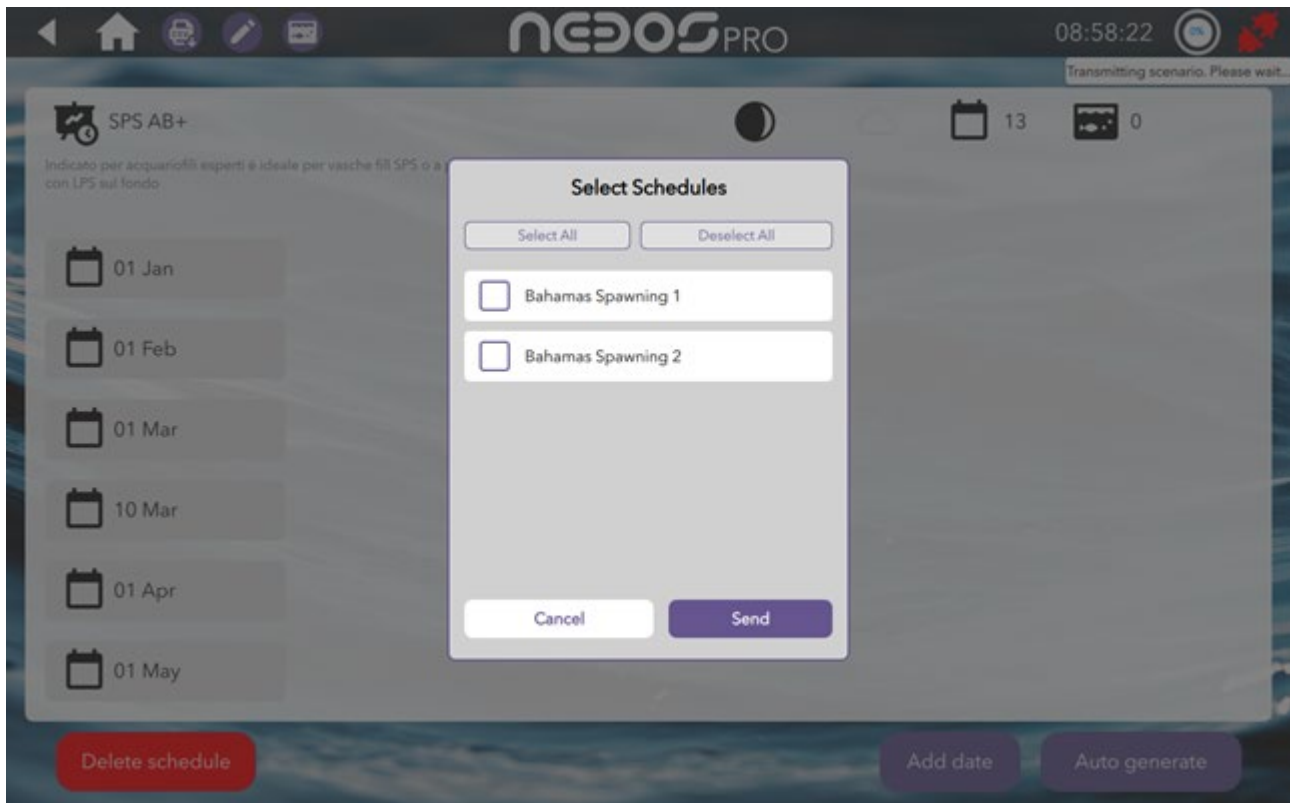 NEDOS PRO
08:58:22
0%
Transmitting scenario. Please wait...
SPS AB+
13
0
Indicato per acquariofili esperti è ideale per vasche fill SPS o a
con LPS sul fondo
01 Jan
01 Feb
01 Mar
10 Mar
01 Apr
01 May
Select Schedules
Select All
Deselect All
Bahamas Spawning 1
Bahamas Spawning 2
Cancel
Send
Delete schedule
Add date
Auto generate